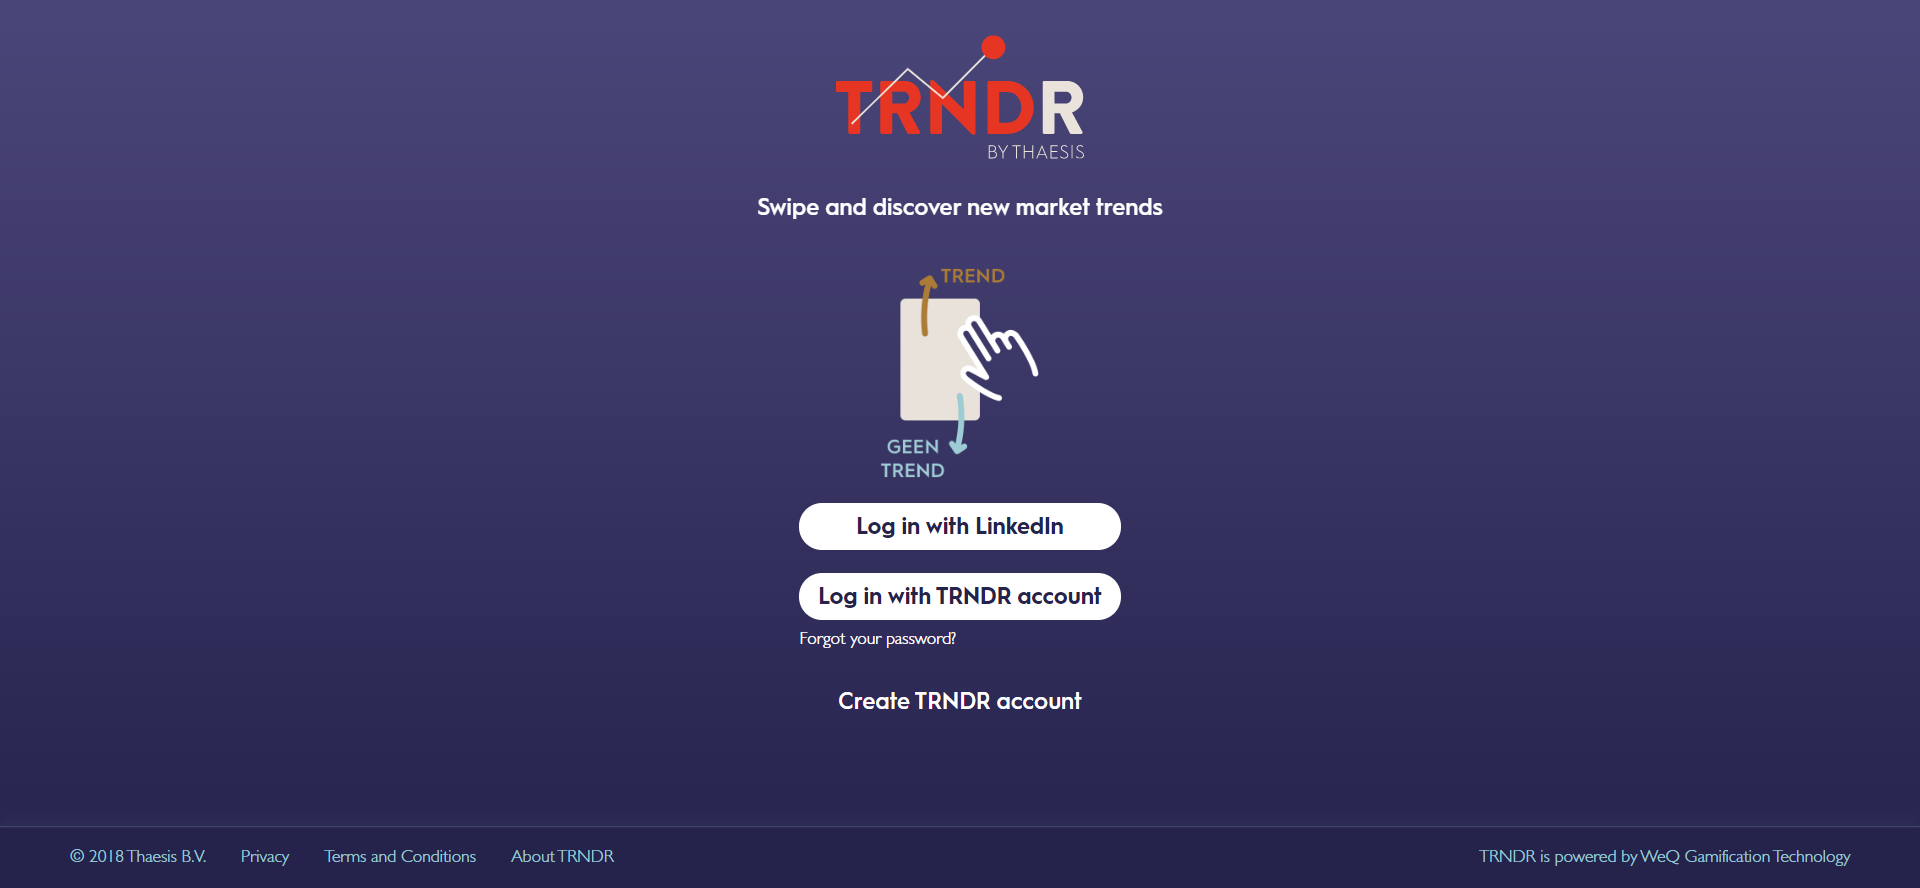 TRNDR
BY THAESIS
Swipe and discover new market trends
TREND
GEEN
TREND
Log in with LinkedIn
Log in with TRNDR account
Forgot your password?
Create TRNDR account
© 2018 Thaesis B.V. Privacy Terms and Conditions About TRNDR TRNDR is powered by WeQ Gamification Technology